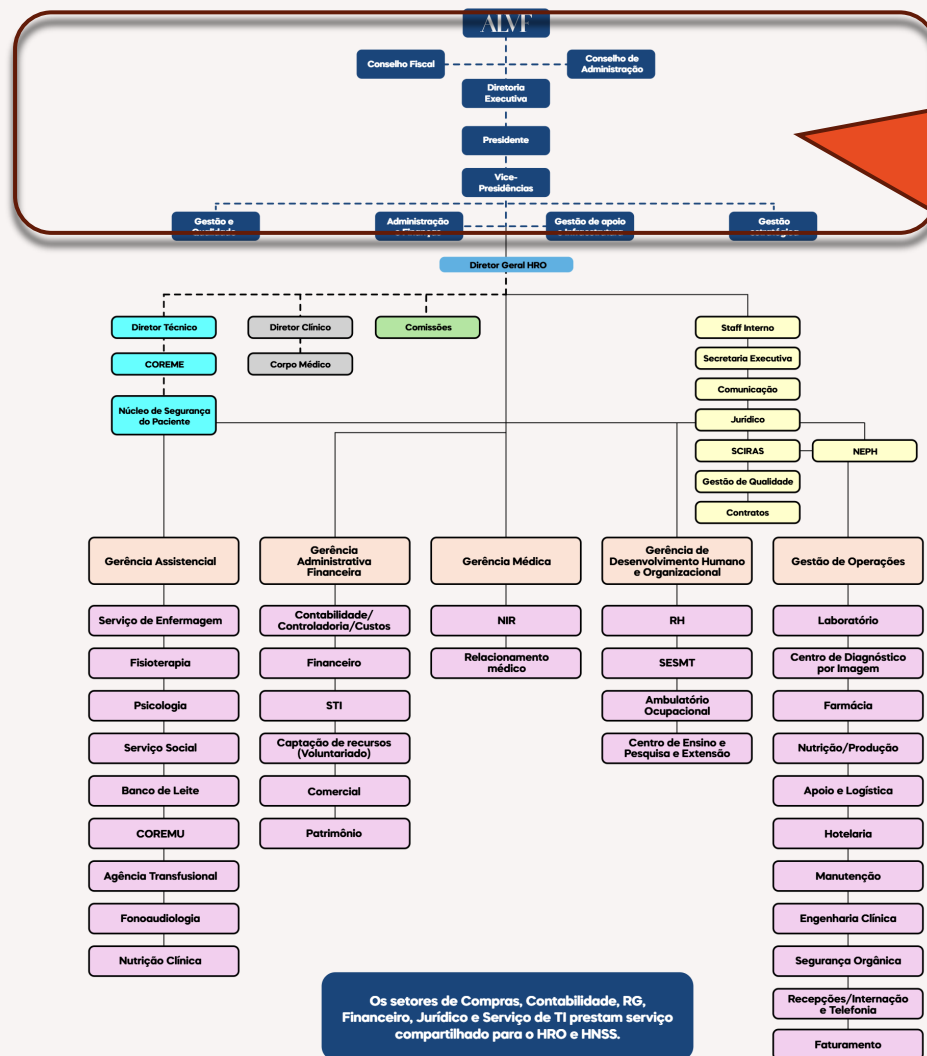 ALVF
Conselho Fiscal
Conselho de
Administração
Diretoria
Executiva
Presidente
Vice-
Presidências
Gestão e
Qualidade
Administração
e Finanças
Gestão de apoio
e Infraestrutura
Gestão
estratégica
Diretor Geral HRO
Diretor Técnico
Diretor Clínico
Comissões
Staff Interno
COREME
Corpo Médico
Secretaria Executiva
Comunicação
Núcleo de Segurança
do Paciente
Jurídico
SCIRAS
NEPH
Gestão de Qualidade
Contratos
Gerência Assistencial
Gerência
Administrativa
Financeira
Gerência Médica
Gerência de
Desenvolvimento Humano
e Organizacional
Gestão de Operações
Serviço de Enfermagem
Fisioterapia
Psicologia
Serviço Social
Banco de Leite
COREMU
Agência Transfusional
Fonoaudiologia
Nutrição Clínica
Contabilidade/
Controladoria/Custos
Financeiro
STI
Captação de recursos
(Voluntariado)
Comercial
Patrimônio
NIR
Relacionamento
médico
RH
SESMT
Ambulatório
Ocupacional
Centro de Ensino e
Pesquisa e Extensão
Laboratório
Centro de Diagnóstico
por Imagem
Farmácia
Nutrição/Produção
Apoio e Logística
Hotelaria
Manutenção
Engenharia Clínica
Segurança Orgânica
Recepções/Internação
e Telefonia
Faturamento
Os setores de Compras, Contabilidade, RG,
Financeiro, Jurídico e Serviço de TI prestam serviço
compartilhado para o HRO e HNSS.